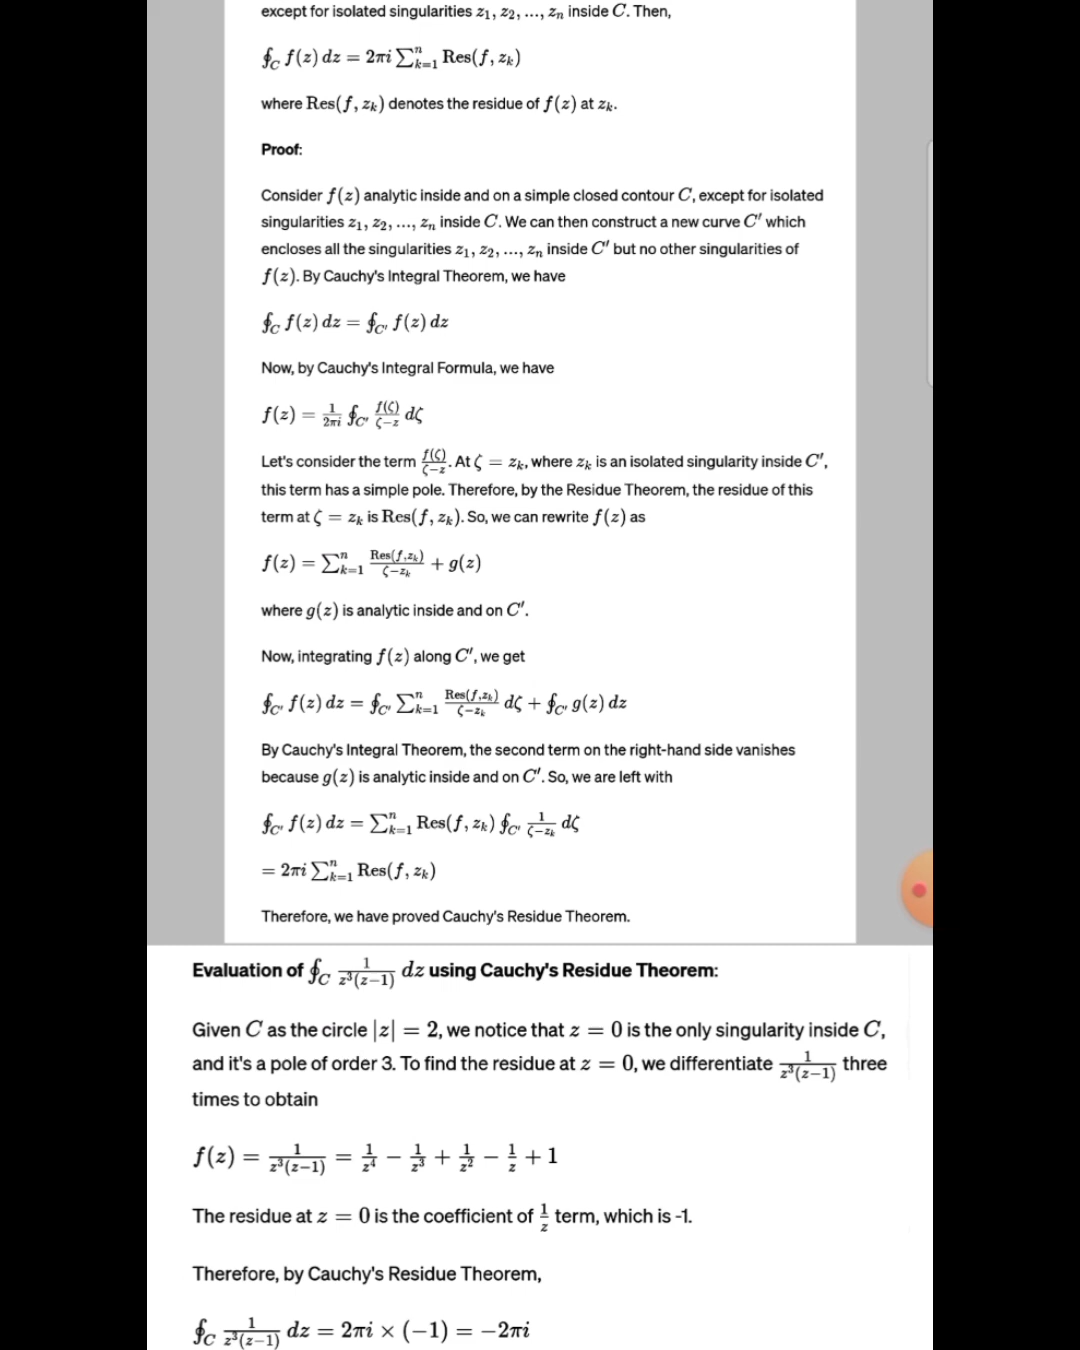 except for isolated singularities z₁, z₂, ..., zₙ inside C. Then,
∮_C f(z) dz = 2πi ∑ⁿₖ₌₁ Res(f, zₖ)
where Res(f, zₖ) denotes the residue of f(z) at zₖ.
Proof:
Consider f(z) analytic inside and on a simple closed contour C, except for isolated
singularities z₁, z₂, ..., zₙ inside C. We can then construct a new curve C′ which
encloses all the singularities z₁, z₂, ..., zₙ inside C′ but no other singularities of
f(z). By Cauchy's Integral Theorem, we have
∮_C f(z) dz = ∮_C′ f(z) dz
Now, by Cauchy's Integral Formula, we have
f(z) = 1/(2πi) ∮_C′ f(ζ)/(ζ−z) dζ
Let's consider the term f(ζ)/(ζ−z). At ζ = zₖ, where zₖ is an isolated singularity inside C′,
this term has a simple pole. Therefore, by the Residue Theorem, the residue of this
term at ζ = zₖ is Res(f, zₖ). So, we can rewrite f(z) as
f(z) = ∑ⁿₖ₌₁ Res(f,zₖ)/(ζ−zₖ) + g(z)
where g(z) is analytic inside and on C′.
Now, integrating f(z) along C′, we get
∮_C′ f(z) dz = ∮_C′ ∑ⁿₖ₌₁ Res(f,zₖ)/(ζ−zₖ) dζ + ∮_C′ g(z) dz
By Cauchy's Integral Theorem, the second term on the right-hand side vanishes
because g(z) is analytic inside and on C′. So, we are left with
∮_C′ f(z) dz = ∑ⁿₖ₌₁ Res(f, zₖ) ∮_C′ 1/(ζ−zₖ) dζ
= 2πi ∑ⁿₖ₌₁ Res(f, zₖ)
Therefore, we have proved Cauchy's Residue Theorem.
Evaluation of ∮_C 1/(z³(z−1)) dz using Cauchy's Residue Theorem:
Given C as the circle |z| = 2, we notice that z = 0 is the only singularity inside C,
and it's a pole of order 3. To find the residue at z = 0, we differentiate 1/(z³(z−1)) three
times to obtain
f(z) = 1/(z³(z−1)) = 1/z⁴ − 1/z³ + 1/z² − 1/z + 1
The residue at z = 0 is the coefficient of 1/z term, which is -1.
Therefore, by Cauchy's Residue Theorem,
∮_C 1/(z³(z−1)) dz = 2πi × (−1) = −2πi